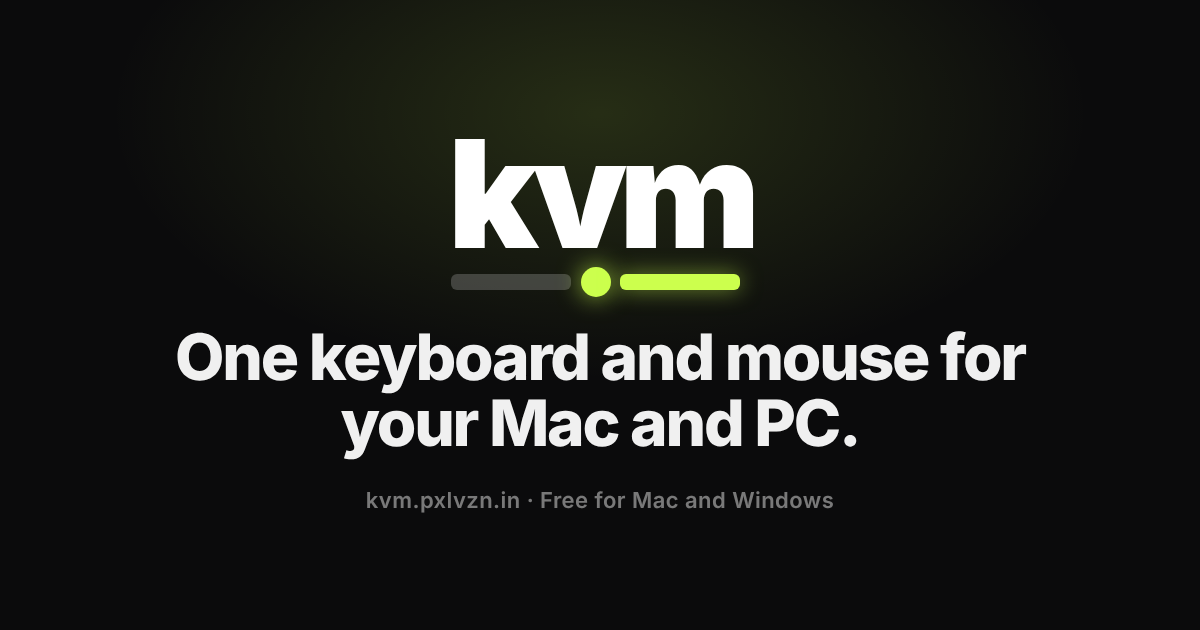 kvm
One keyboard and mouse for
your Mac and PC.
kvm.pxlvzn.in · Free for Mac and Windows